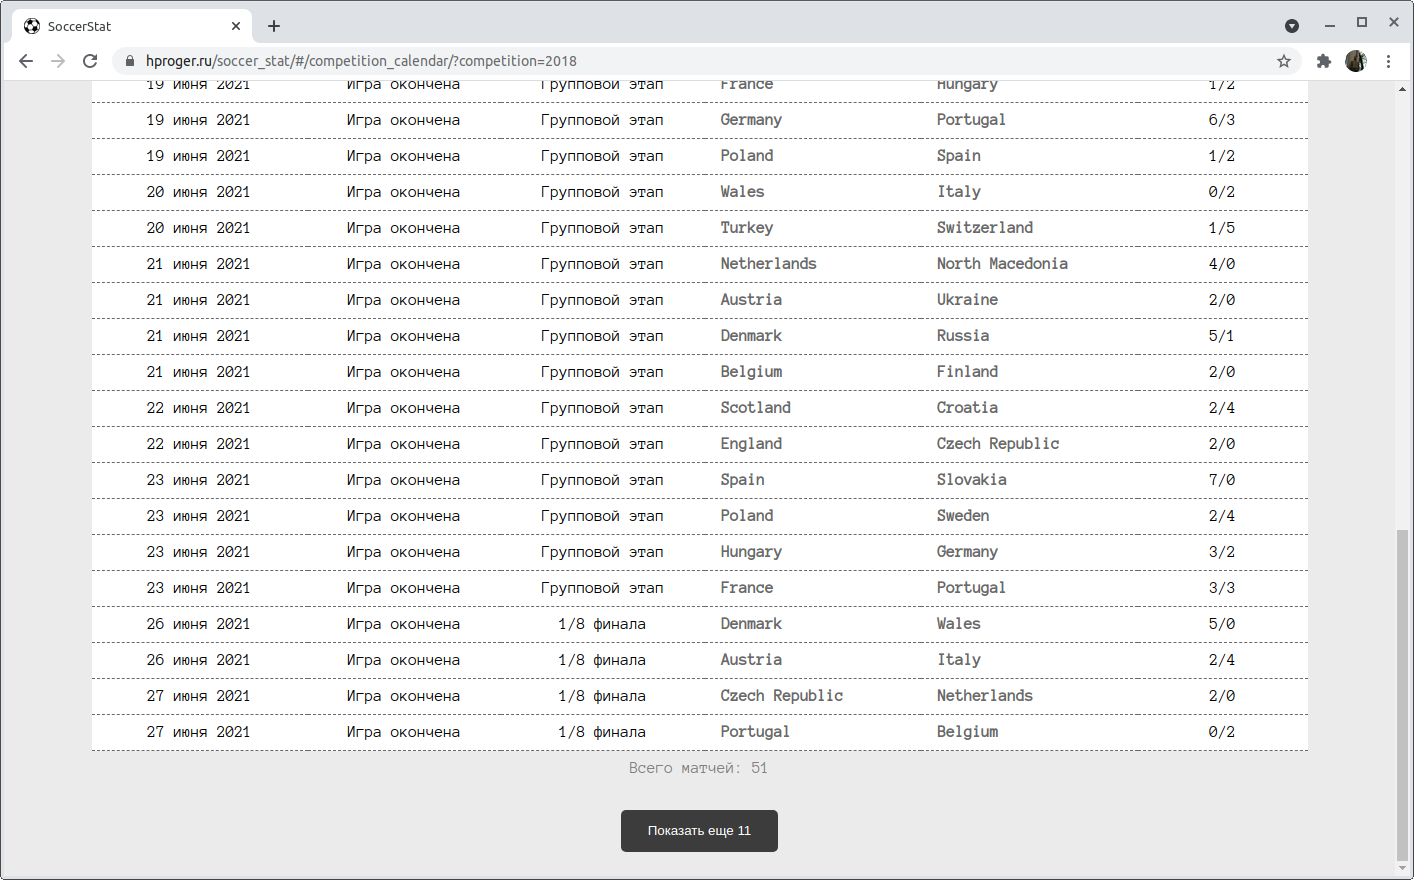 SoccerStat
hproger.ru/soccer_stat/#/competition_calendar/?competition=2018
19 июня 2021 Игра окончена Групповой этап France Hungary 1/2
19 июня 2021 Игра окончена Групповой этап Germany Portugal 6/3
19 июня 2021 Игра окончена Групповой этап Poland Spain 1/2
20 июня 2021 Игра окончена Групповой этап Wales Italy 0/2
20 июня 2021 Игра окончена Групповой этап Turkey Switzerland 1/5
21 июня 2021 Игра окончена Групповой этап Netherlands North Macedonia 4/0
21 июня 2021 Игра окончена Групповой этап Austria Ukraine 2/0
21 июня 2021 Игра окончена Групповой этап Denmark Russia 5/1
21 июня 2021 Игра окончена Групповой этап Belgium Finland 2/0
22 июня 2021 Игра окончена Групповой этап Scotland Croatia 2/4
22 июня 2021 Игра окончена Групповой этап England Czech Republic 2/0
23 июня 2021 Игра окончена Групповой этап Spain Slovakia 7/0
23 июня 2021 Игра окончена Групповой этап Poland Sweden 2/4
23 июня 2021 Игра окончена Групповой этап Hungary Germany 3/2
23 июня 2021 Игра окончена Групповой этап France Portugal 3/3
26 июня 2021 Игра окончена 1/8 финала Denmark Wales 5/0
26 июня 2021 Игра окончена 1/8 финала Austria Italy 2/4
27 июня 2021 Игра окончена 1/8 финала Czech Republic Netherlands 2/0
27 июня 2021 Игра окончена 1/8 финала Portugal Belgium 0/2
Всего матчей: 51
Показать еще 11